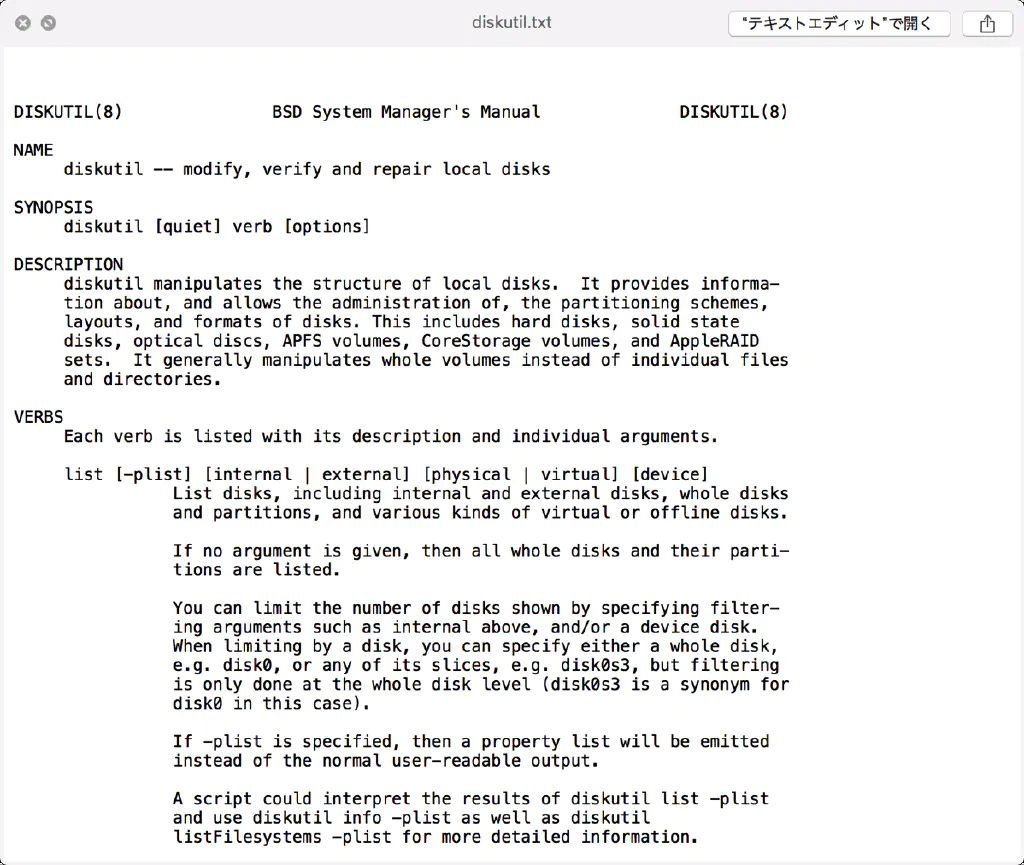 diskutil.txt
“テキストエディット”で開く
DISKUTIL(8)               BSD System Manager's Manual              DISKUTIL(8)
NAME
diskutil -- modify, verify and repair local disks
SYNOPSIS
diskutil [quiet] verb [options]
DESCRIPTION
diskutil manipulates the structure of local disks.  It provides informa-
tion about, and allows the administration of, the partitioning schemes,
layouts, and formats of disks. This includes hard disks, solid state
disks, optical discs, APFS volumes, CoreStorage volumes, and AppleRAID
sets.  It generally manipulates whole volumes instead of individual files
and directories.
VERBS
Each verb is listed with its description and individual arguments.
list [-plist] [internal | external] [physical | virtual] [device]
List disks, including internal and external disks, whole disks
and partitions, and various kinds of virtual or offline disks.
If no argument is given, then all whole disks and their parti-
tions are listed.
You can limit the number of disks shown by specifying filter-
ing arguments such as internal above, and/or a device disk.
When limiting by a disk, you can specify either a whole disk,
e.g. disk0, or any of its slices, e.g. disk0s3, but filtering
is only done at the whole disk level (disk0s3 is a synonym for
disk0 in this case).
If -plist is specified, then a property list will be emitted
instead of the normal user-readable output.
A script could interpret the results of diskutil list -plist
and use diskutil info -plist as well as diskutil
listFilesystems -plist for more detailed information.